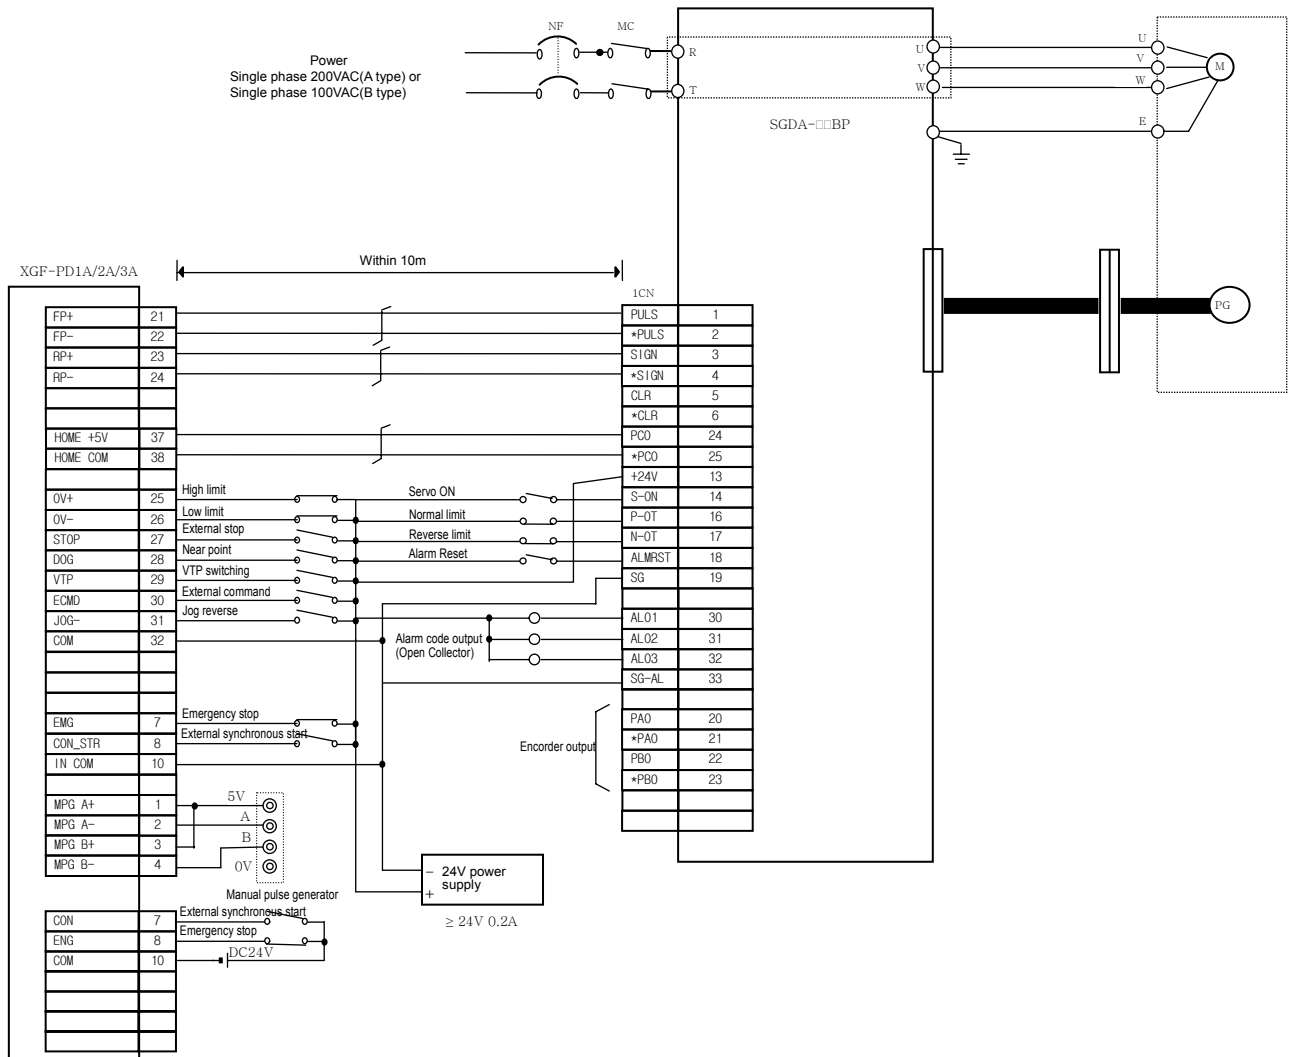 NF
MC
Power
Single phase 200VAC(A type) or
Single phase 100VAC(B type)
R
T
U
V
W
SGDA-□□BP
U
V
W
E
M
PG
XGF-PD1A/2A/3A
Within 10m
1CN
FP+ 21
FP- 22
RP+ 23
RP- 24
HOME +5V 37
HOME COM 38
OV+ 25 High limit
OV- 26 Low limit
STOP 27 External stop
DOG 28 Near point
VTP 29 VTP switching
ECMD 30 External command
JOG- 31 Jog reverse
COM 32
EMG 7 Emergency stop
CON_STR 8 External synchronous start
IN COM 10
MPG A+ 1 5V
MPG A- 2 A
MPG B+ 3 B
MPG B- 4 0V
Manual pulse generator
CON 7 External synchronous start
ENG 8 Emergency stop
COM 10 DC24V
PULS 1
*PULS 2
SIGN 3
*SIGN 4
CLR 5
*CLR 6
PCO 24
*PCO 25
+24V 13
Servo ON S-ON 14
Normal limit P-OT 16
Reverse limit N-OT 17
Alarm Reset ALMRST 18
SG 19
ALO1 30
Alarm code output ALO2 31
(Open Collector)
ALO3 32
SG-AL 33
PAO 20
*PAO 21
Encorder output
PBO 22
*PBO 23
- 24V power
supply
+
≥ 24V 0.2A